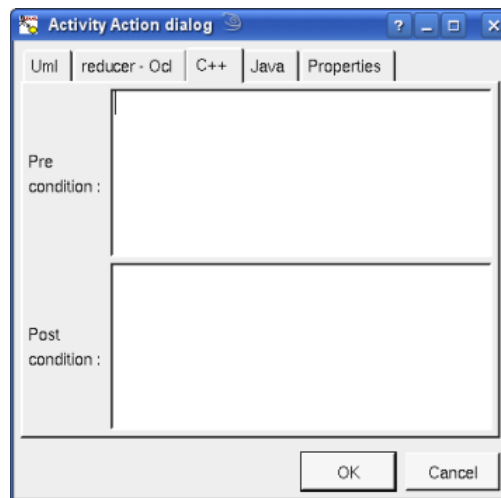 Activity Action dialog
Uml reducer - Ocl C++ Java Properties
Pre
condition :
Post
condition :
OK Cancel